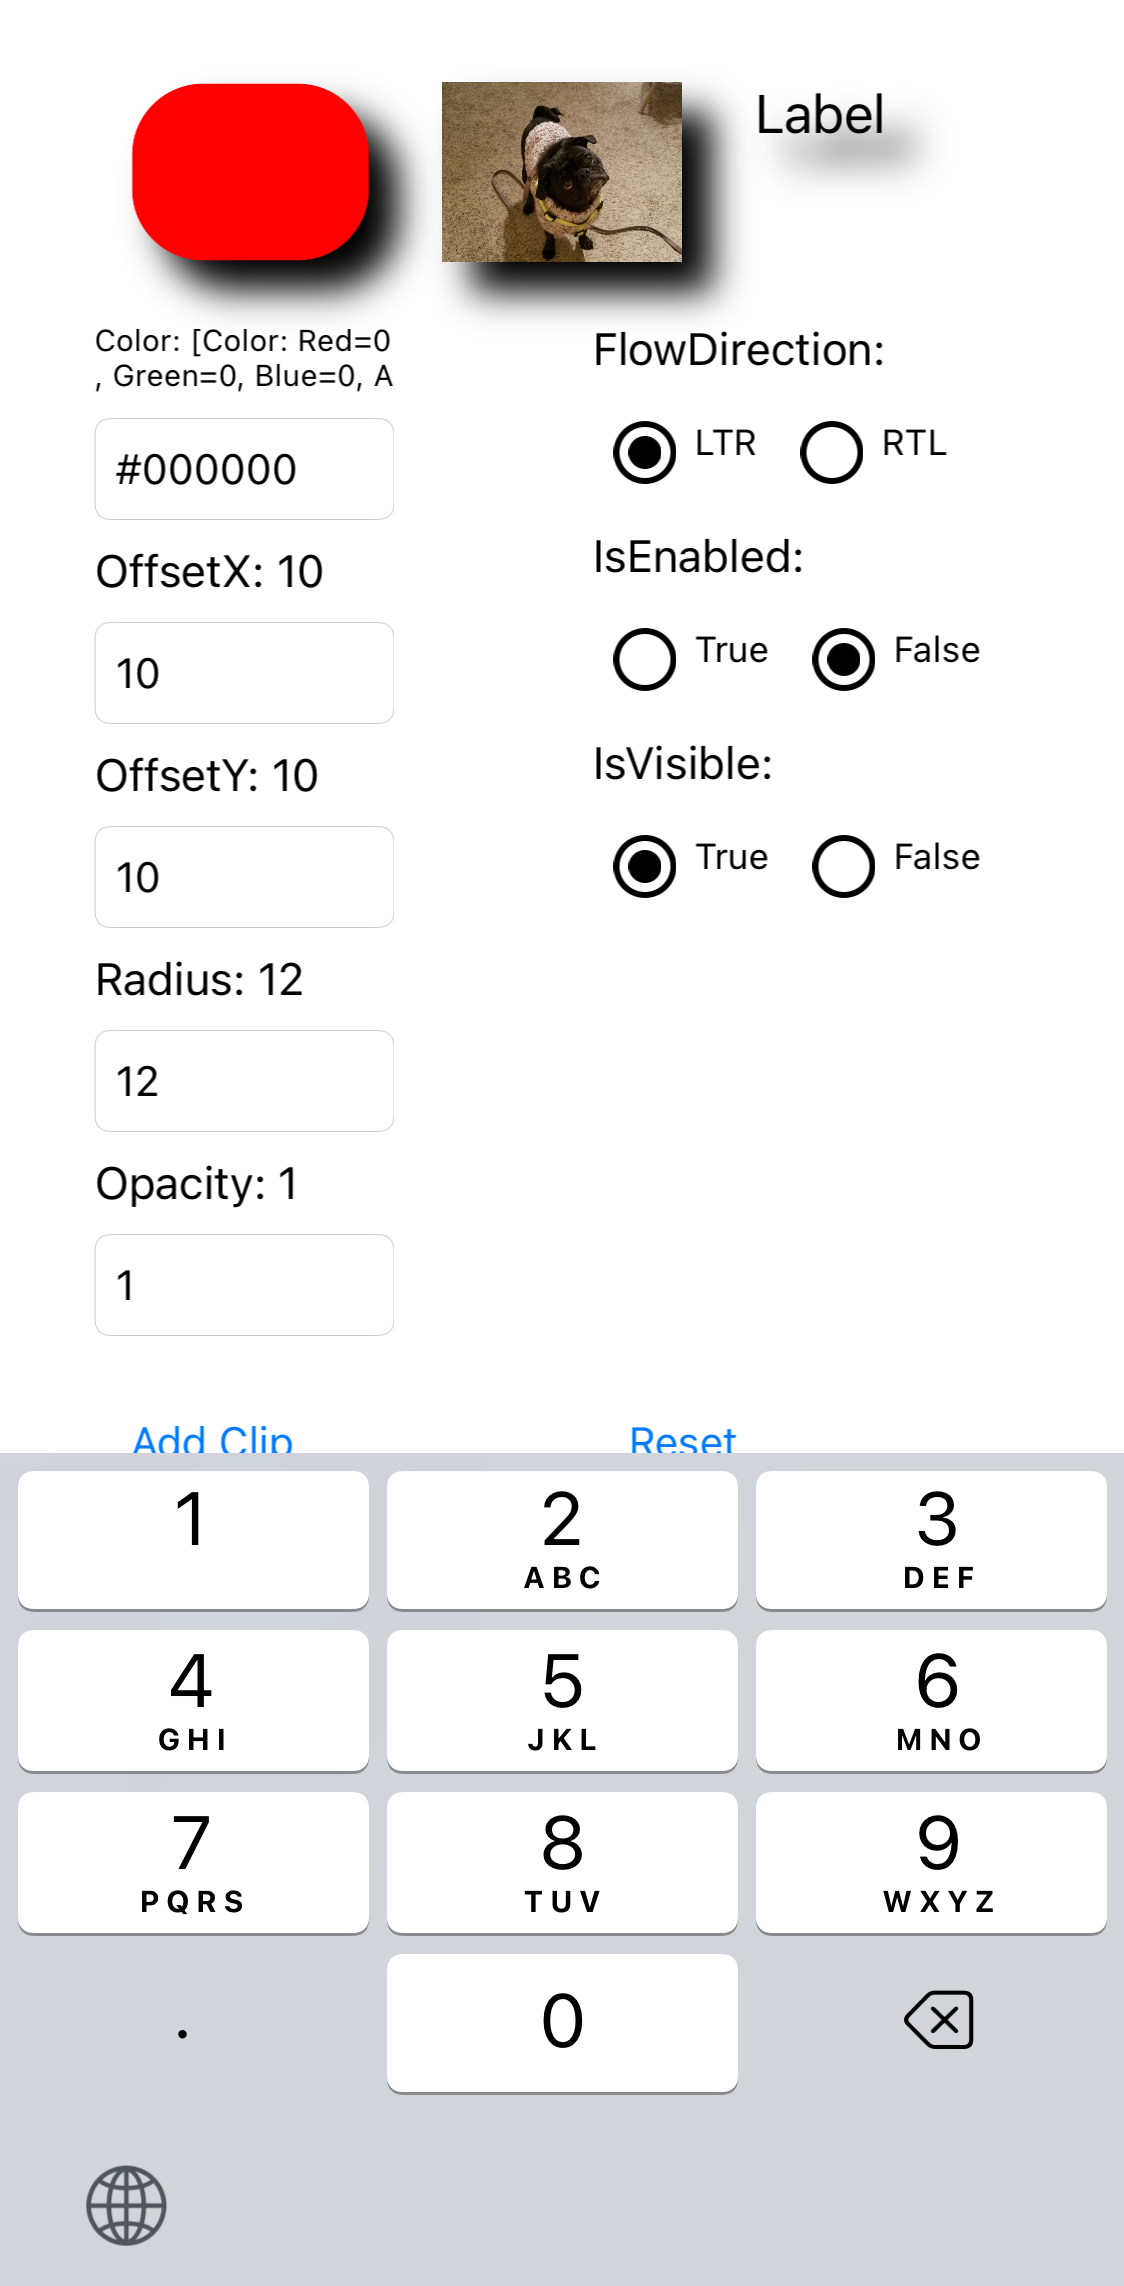 Label
Color: [Color: Red=0
, Green=0, Blue=0, A
#000000
OffsetX: 10
10
OffsetY: 10
10
Radius: 12
12
Opacity: 1
1
FlowDirection:
LTR RTL
IsEnabled:
True False
IsVisible:
True False
Add Clip Reset
1 2 3
ABC DEF
4 5 6
GHI JKL MNO
7 8 9
PQRS TUV WXYZ
. 0